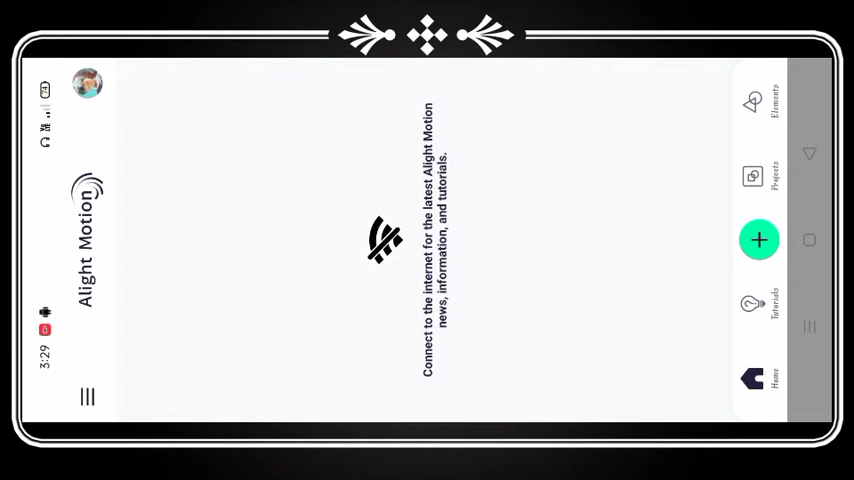 3:29
74
Alight Motion
Connect to the internet for the latest Alight Motion
news, information, and tutorials.
Home
Tutorials
Projects
Elements